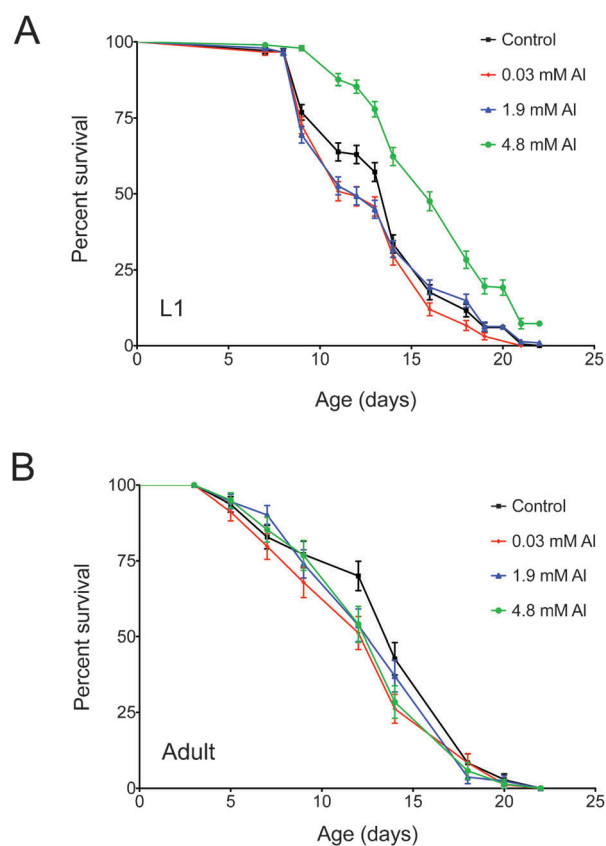 A
100
75
50
25
0
Percent survival
L1
0 5 10 15 20 25
Age (days)
Control
0.03 mM Al
1.9 mM Al
4.8 mM Al
B
100
75
50
25
0
Percent survival
Adult
0 5 10 15 20 25
Age (days)
Control
0.03 mM Al
1.9 mM Al
4.8 mM Al